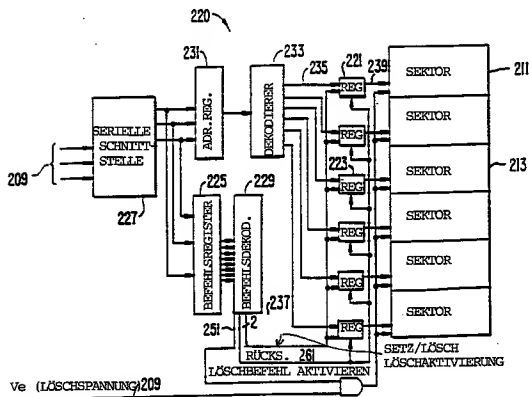 220
231
233
235
221
239
211
ADR.REG.
DEKODIERER
REG
SEKTOR
SERIELLE
SCHNITT
STELLE
209
227
REG
SEKTOR
223
213
REG
SEKTOR
225
229
BEFEHLSREGISTER
BEFEHLSDEKOD.
REG
SEKTOR
REG
SEKTOR
237
REG
SEKTOR
251
2
RÜCKS. 261
SETZ/LÖSCH
LÖSCHAKTIVIERUNG
LÖSCHBEFEHL AKTIVIEREN
Ve (LÖSCHSPANNUNG) 209